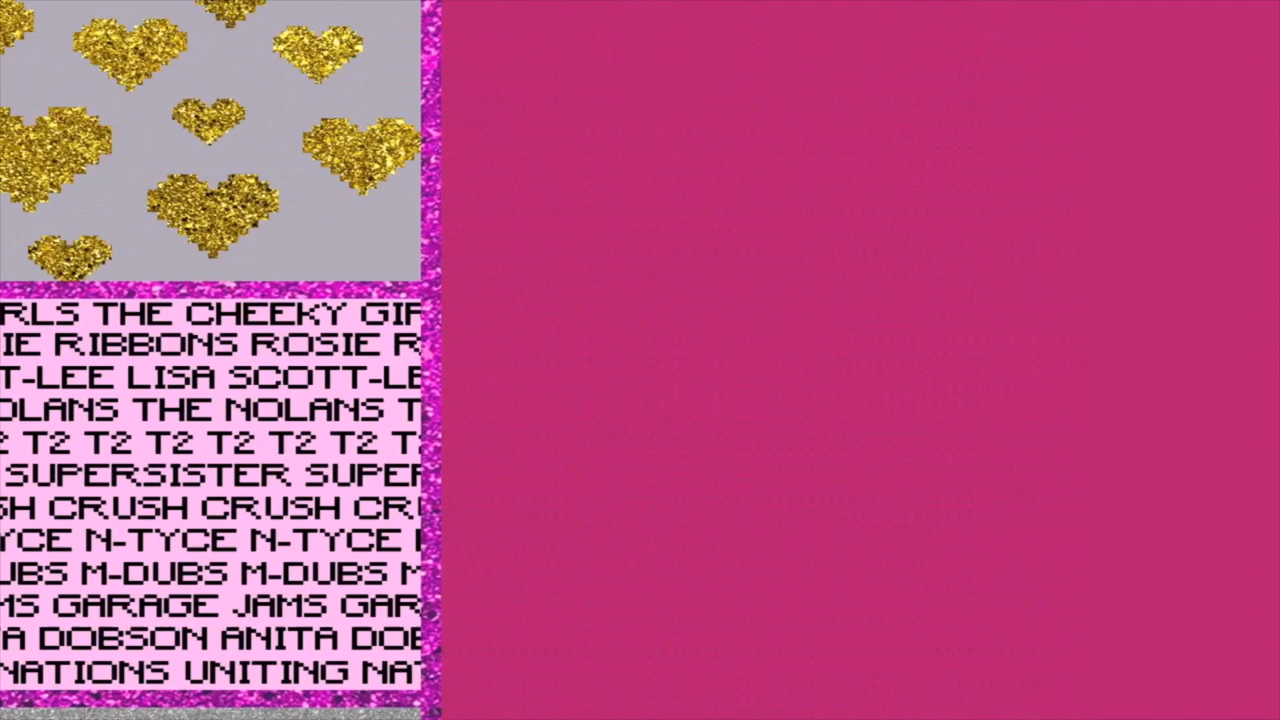 RLS THE CHEEKY GIR
IE RIBBONS ROSIE R
T-LEE LISA SCOTT-LE
OLANS THE NOLANS T
2 T2 T2 T2 T2 T2 T2
SUPERSISTER SUPER
SH CRUSH CRUSH CRU
YCE N-TYCE N-TYCE
UBS M-DUBS M-DUBS M
MS GARAGE JAMS GAR
A DOBSON ANITA DOB
NATIONS UNITING NAT